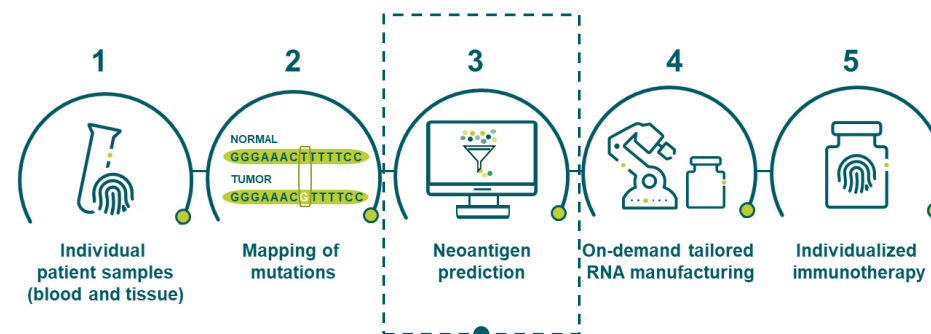 1
2
3
4
5
NORMAL
GGGAAACTTTTTCC
TUMOR
GGGAAACGTTTTCC
Individual
patient samples
(blood and tissue)
Mapping of
mutations
Neoantigen
prediction
On-demand tailored
RNA manufacturing
Individualized
immunotherapy